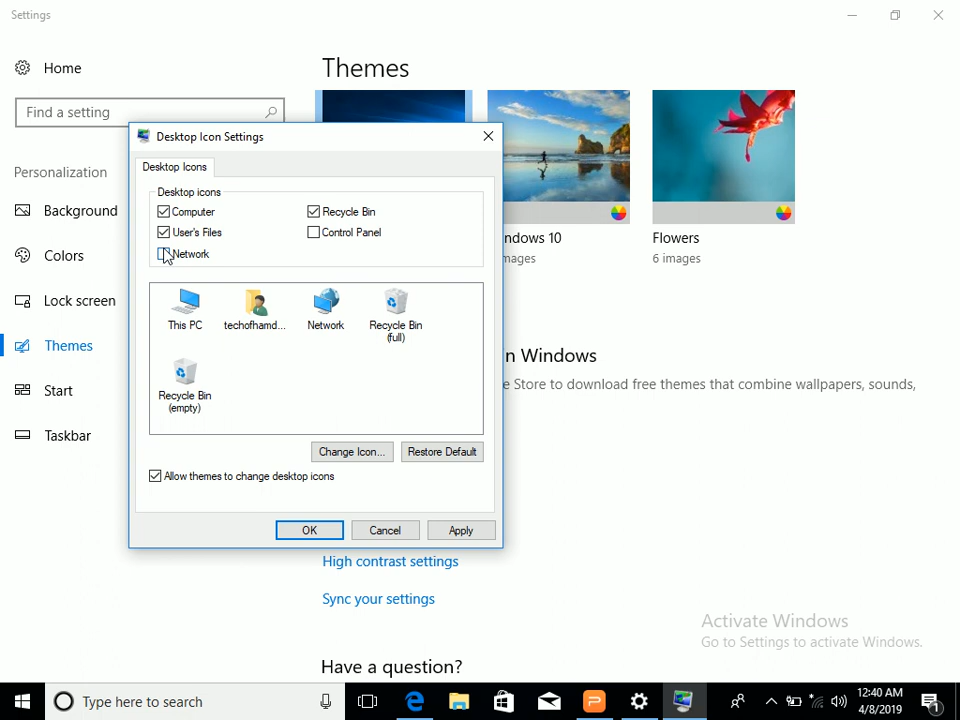 Settings
Home
Find a setting
Personalization
Background
Colors
Lock screen
Themes
Start
Taskbar
Themes
ndows 10
mages
Flowers
6 images
n Windows
e Store to download free themes that combine wallpapers, sounds,
High contrast settings
Sync your settings
Have a question?
Desktop Icon Settings
Desktop Icons
Desktop icons
Computer
Recycle Bin
User's Files
Control Panel
Network
This PC
techofhamd...
Network
Recycle Bin
(full)
Recycle Bin
(empty)
Change Icon...
Restore Default
Allow themes to change desktop icons
OK
Cancel
Apply
Activate Windows
Go to Settings to activate Windows.
Type here to search
12:40 AM
4/8/2019
1